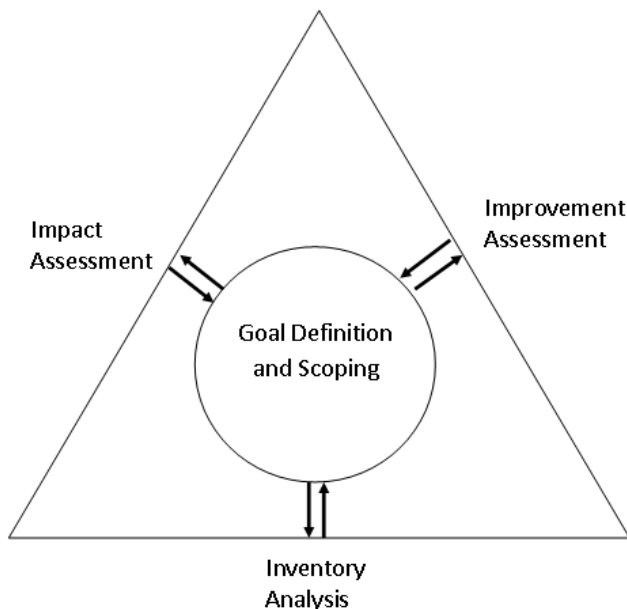 Improvement
Assessment
Impact
Assessment
Goal Definition
and Scoping
Inventory
Analysis